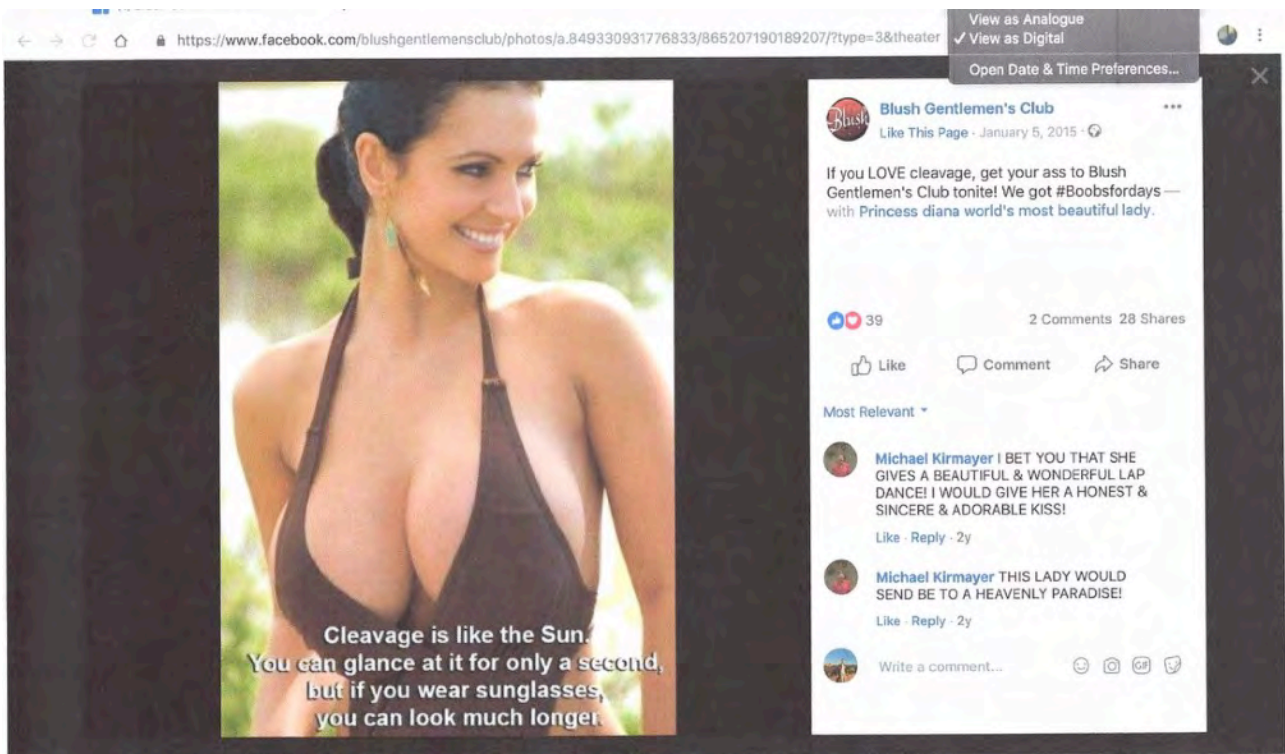 View as Analogue
✓ View as Digital
Open Date & Time Preferences...
https://www.facebook.com/blushgentlemensclub/photos/a.849330931776833/865207190189207/?type=3&theater
Blush
Blush Gentlemen's Club
Like This Page · January 5, 2015 ·
If you LOVE cleavage, get your ass to Blush
Gentlemen's Club tonite! We got #Boobsfordays —
with Princess diana world's most beautiful lady.
39
2 Comments 28 Shares
Like Comment Share
Most Relevant
Michael Kirmayer I BET YOU THAT SHE
GIVES A BEAUTIFUL & WONDERFUL LAP
DANCE! I WOULD GIVE HER A HONEST &
SINCERE & ADORABLE KISS!
Like · Reply · 2y
Michael Kirmayer THIS LADY WOULD
SEND BE TO A HEAVENLY PARADISE!
Like · Reply · 2y
Write a comment...
GIF
Cleavage is like the Sun.
You can glance at it for only a second,
but if you wear sunglasses,
you can look much longer.